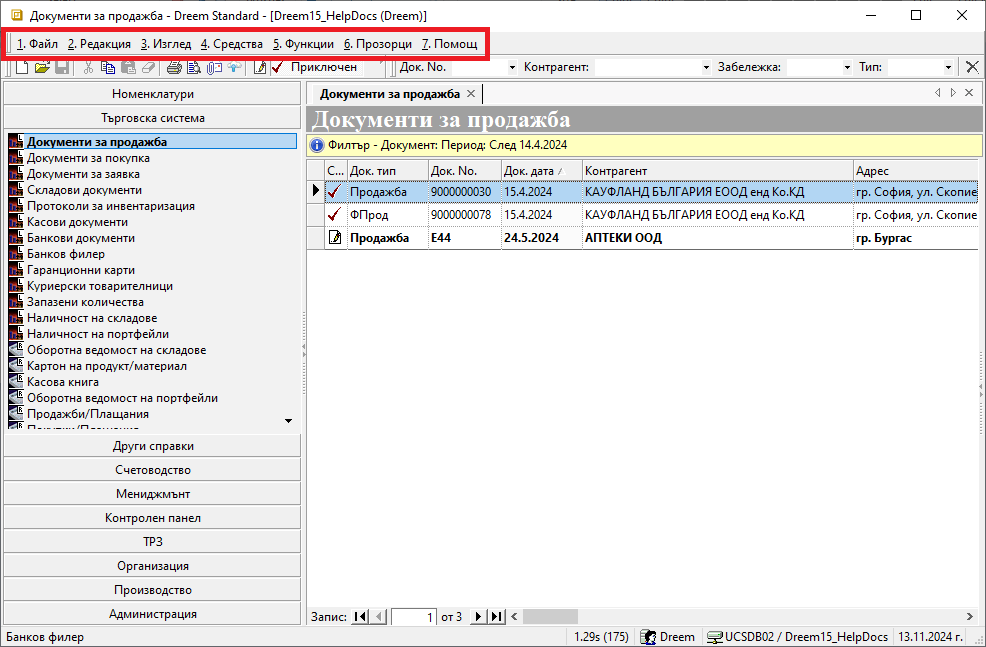 Документи за продажба - Dreem Standard - [Dreem15_HelpDocs (Dreem)]
1. Файл 2. Редакция 3. Изглед 4. Средства 5. Функции 6. Прозорци 7. Помощ
Приключен Док. No. Контрагент: Забележка: Тип:
Номенклатури
Търговска система
Документи за продажба
Документи за покупка
Документи за заявка
Складови документи
Протоколи за инвентаризация
Касови документи
Банкови документи
Банков филер
Гаранционни карти
Куриерски товарителници
Запазени количества
Наличност на складове
Наличност на портфейли
Оборотна ведомост на складове
Картон на продукт/материал
Касова книга
Оборотна ведомост на портфейли
Продажби/Плащания
Покупки/Плащания
Други справки
Счетоводство
Мениджмънт
Контролен панел
ТРЗ
Организация
Производство
Администрация
Документи за продажба
Документи за продажба
Филтър - Документ: Период: След 14.4.2024
С... Док. тип Док. No. Док. дата Контрагент Адрес
Продажба 9000000030 15.4.2024 КАУФЛАНД БЪЛГАРИЯ ЕООД енд Ко.КД гр. София, ул. Скопие
ФПрод 9000000078 15.4.2024 КАУФЛАНД БЪЛГАРИЯ ЕООД енд Ко.КД гр. София, ул. Скопие
Продажба E44 24.5.2024 АПТЕКИ ООД гр. Бургас
Запис: 1 от 3
Банков филер 1.29s (175) Dreem UCSDB02 / Dreem15_HelpDocs 13.11.2024 г.